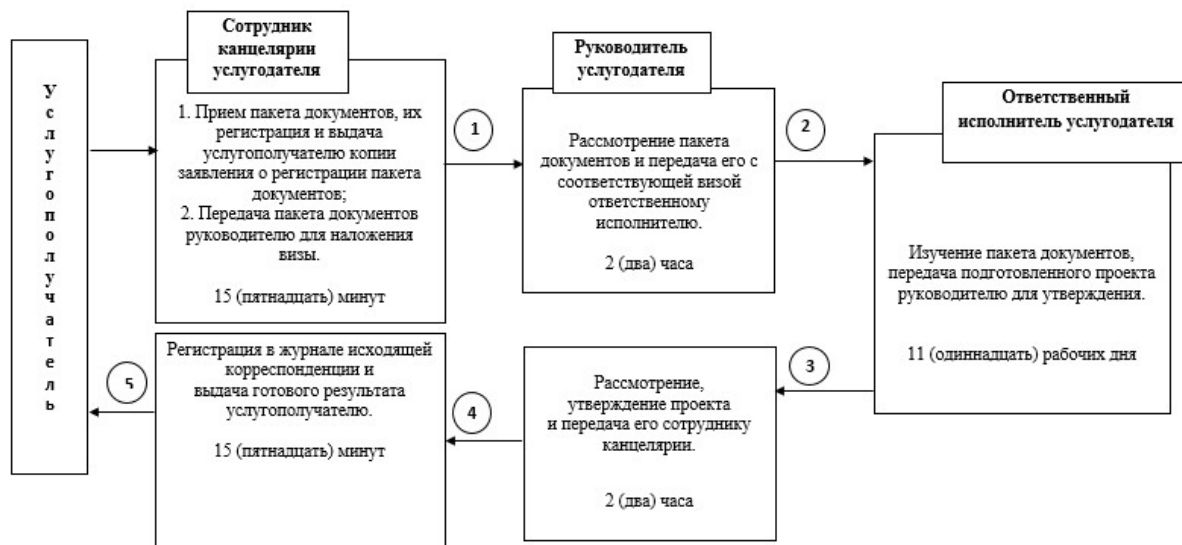 Услугополучатель
Сотрудник
канцелярии
услугодателя
1. Прием пакета документов, их
регистрация и выдача
услугополучателю копии
заявления о регистрации пакета
документов;
2. Передача пакета документов
руководителю для наложения
визы.
15 (пятнадцать) минут
1
Руководитель
услугодателя
Рассмотрение пакета
документов и передача его с
соответствующей визой
ответственному
исполнителю.
2 (два) часа
2
Ответственный
исполнитель услугодателя
Изучение пакета документов,
передача подготовленного проекта
руководителю для утверждения.
11 (одиннадцать) рабочих дня
3
Рассмотрение,
утверждение проекта
и передача его сотруднику
канцелярии.
2 (два) часа
4
Регистрация в журнале исходящей
корреспонденции и
выдача готового результата
услугополучателю.
15 (пятнадцать) минут
5